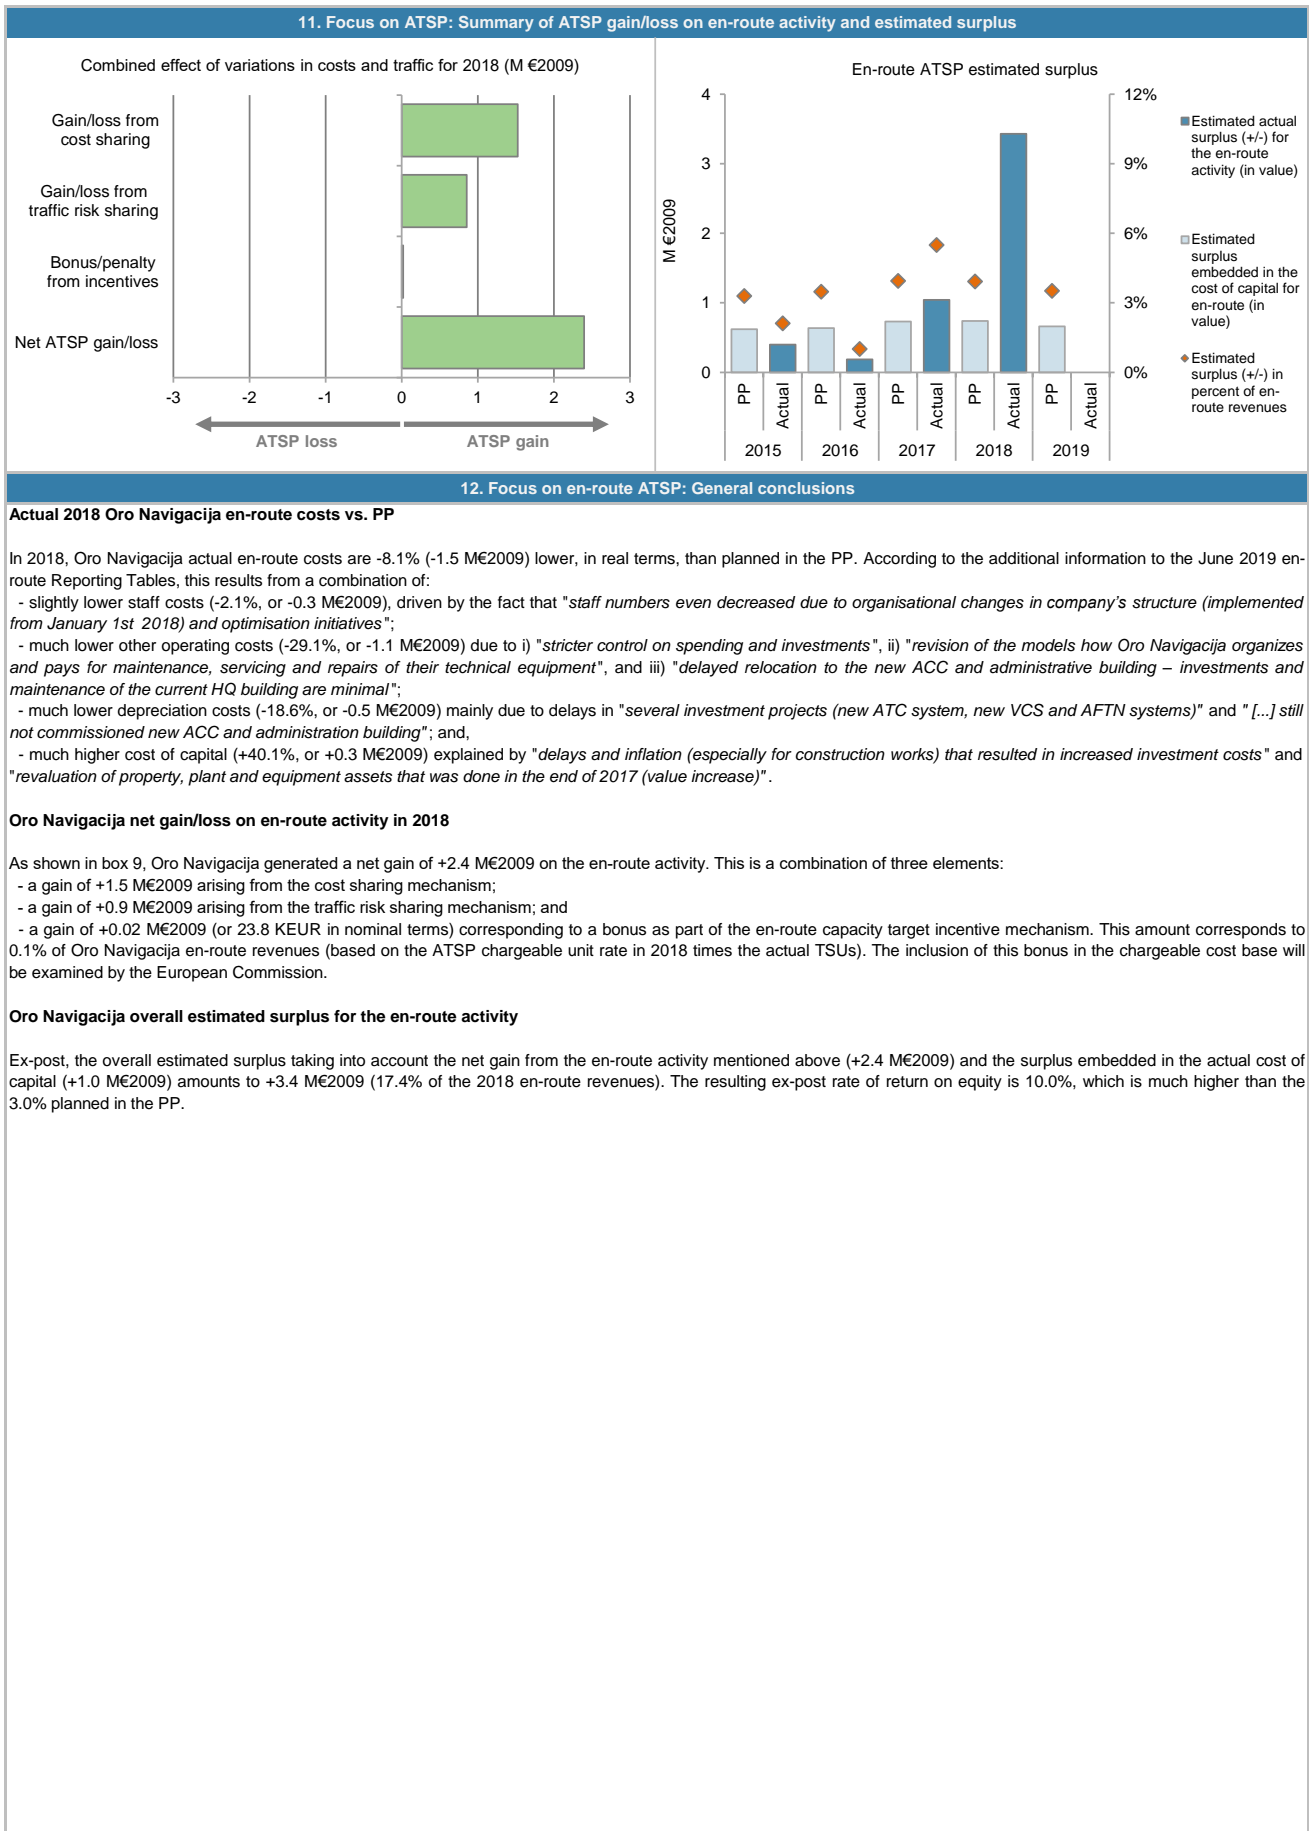 11. Focus on ATSP: Summary of ATSP gain/loss on en-route activity and estimated surplus
Combined effect of variations in costs and traffic for 2018 (M €2009)
Gain/loss from
cost sharing
Gain/loss from
traffic risk sharing
Bonus/penalty
from incentives
Net ATSP gain/loss
-3 -2 -1 0 1 2 3
ATSP loss ATSP gain
En-route ATSP estimated surplus
M €2009
4
3
2
1
0
12%
9%
6%
3%
0%
PP Actual PP Actual PP Actual PP Actual PP Actual
2015 2016 2017 2018 2019
Estimated actual
surplus (+/-) for
the en-route
activity (in value)
Estimated
surplus
embedded in the
cost of capital for
en-route (in
value)
Estimated
surplus (+/-) in
percent of en-
route revenues
12. Focus on en-route ATSP: General conclusions
Actual 2018 Oro Navigacija en-route costs vs. PP
In 2018, Oro Navigacija actual en-route costs are -8.1% (-1.5 M€2009) lower, in real terms, than planned in the PP. According to the additional information to the June 2019 en-
route Reporting Tables, this results from a combination of:
- slightly lower staff costs (-2.1%, or -0.3 M€2009), driven by the fact that "staff numbers even decreased due to organisational changes in company's structure (implemented
from January 1st 2018) and optimisation initiatives";
- much lower other operating costs (-29.1%, or -1.1 M€2009) due to i) "stricter control on spending and investments", ii) "revision of the models how Oro Navigacija organizes
and pays for maintenance, servicing and repairs of their technical equipment", and iii) "delayed relocation to the new ACC and administrative building – investments and
maintenance of the current HQ building are minimal";
- much lower depreciation costs (-18.6%, or -0.5 M€2009) mainly due to delays in "several investment projects (new ATC system, new VCS and AFTN systems)" and " [...] still
not commissioned new ACC and administration building"; and,
- much higher cost of capital (+40.1%, or +0.3 M€2009) explained by "delays and inflation (especially for construction works) that resulted in increased investment costs" and
"revaluation of property, plant and equipment assets that was done in the end of 2017 (value increase)".
Oro Navigacija net gain/loss on en-route activity in 2018
As shown in box 9, Oro Navigacija generated a net gain of +2.4 M€2009 on the en-route activity. This is a combination of three elements:
- a gain of +1.5 M€2009 arising from the cost sharing mechanism;
- a gain of +0.9 M€2009 arising from the traffic risk sharing mechanism; and
- a gain of +0.02 M€2009 (or 23.8 KEUR in nominal terms) corresponding to a bonus as part of the en-route capacity target incentive mechanism. This amount corresponds to
0.1% of Oro Navigacija en-route revenues (based on the ATSP chargeable unit rate in 2018 times the actual TSUs). The inclusion of this bonus in the chargeable cost base will
be examined by the European Commission.
Oro Navigacija overall estimated surplus for the en-route activity
Ex-post, the overall estimated surplus taking into account the net gain from the en-route activity mentioned above (+2.4 M€2009) and the surplus embedded in the actual cost of
capital (+1.0 M€2009) amounts to +3.4 M€2009 (17.4% of the 2018 en-route revenues). The resulting ex-post rate of return on equity is 10.0%, which is much higher than the
3.0% planned in the PP.